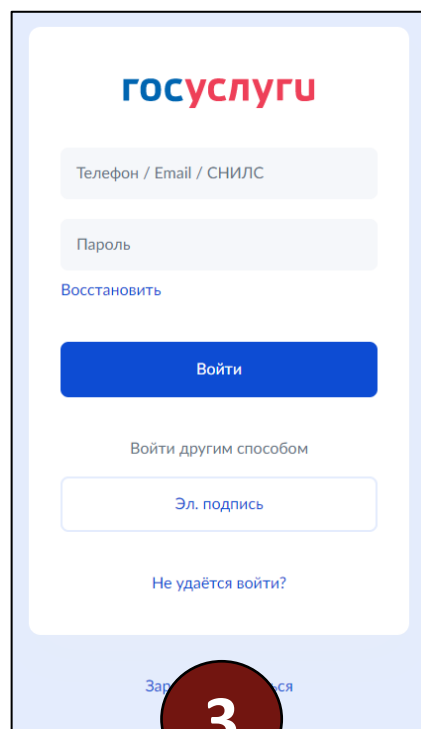 госуслуги
Телефон / Email / СНИЛС
Пароль
Восстановить
Войти
Войти другим способом
Эл. подпись
Не удаётся войти?
3